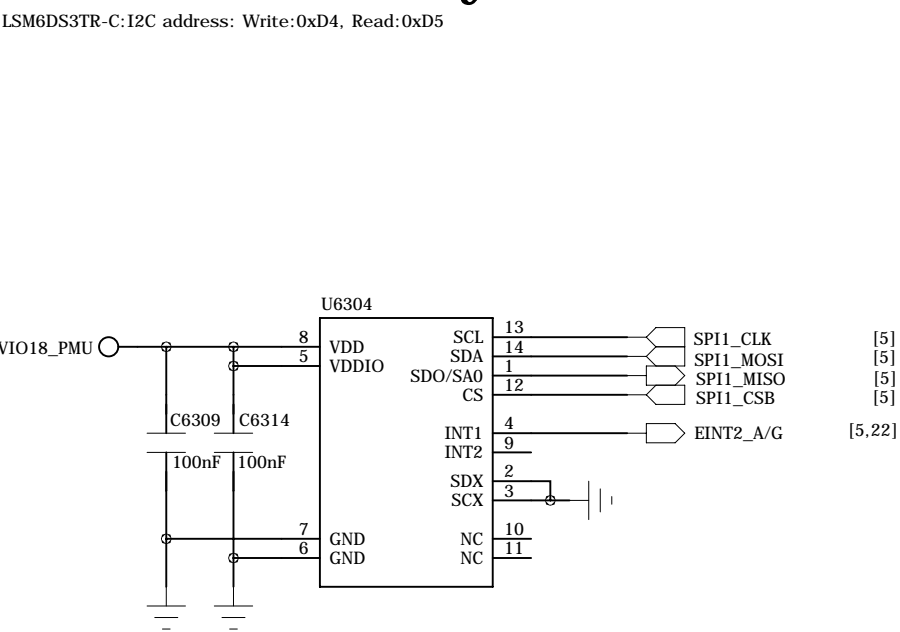 LSM6DS3TR-C:I2C address: Write:0xD4, Read:0xD5
U6304
VIO18_PMU
8 VDD
5 VDDIO
SCL 13 SPI1_CLK [5]
SDA 14 SPI1_MOSI [5]
SDO/SA0 1 SPI1_MISO [5]
CS 12 SPI1_CSB [5]
C6309 C6314
100nF 100nF
INT1 4 EINT2_A/G [5,22]
INT2 9
SDX 2
SCX 3
7 GND
6 GND
NC 10
NC 11